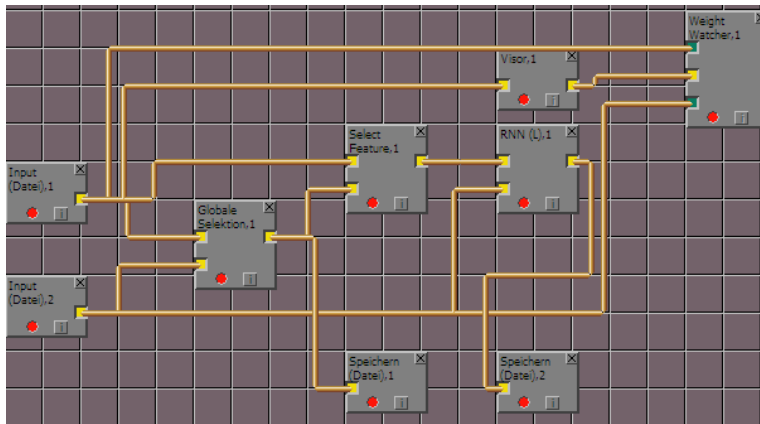 Weight
Watcher,1
Visor,1
Select
Feature,1
RNN (L),1
Input
(Datei),1
Globale
Selektion,1
Input
(Datei),2
Speichern
(Datei),1
Speichern
(Datei),2